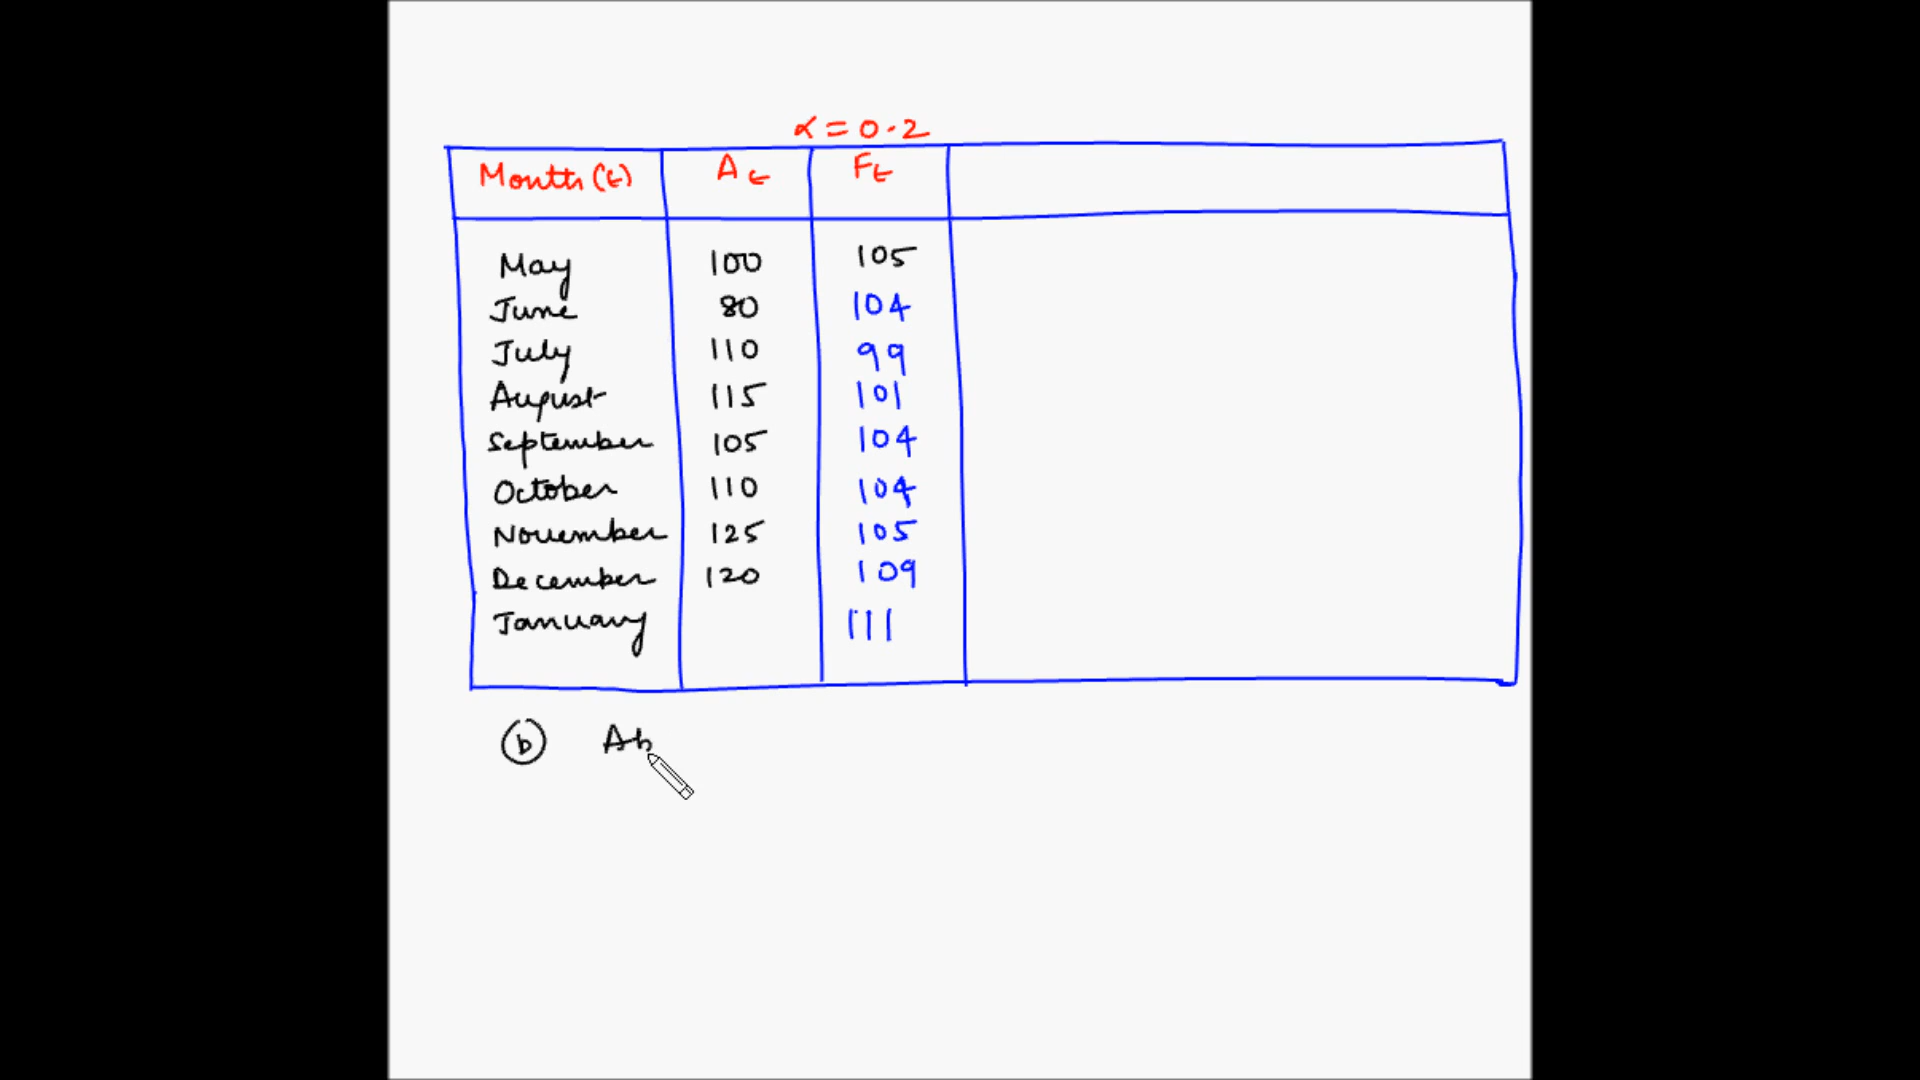 α = 0.2
Month (t) At Ft
May 100 105
June 80 104
July 110 99
August 115 101
September 105 104
October 110 104
November 125 105
December 120 109
January 111
b Ab